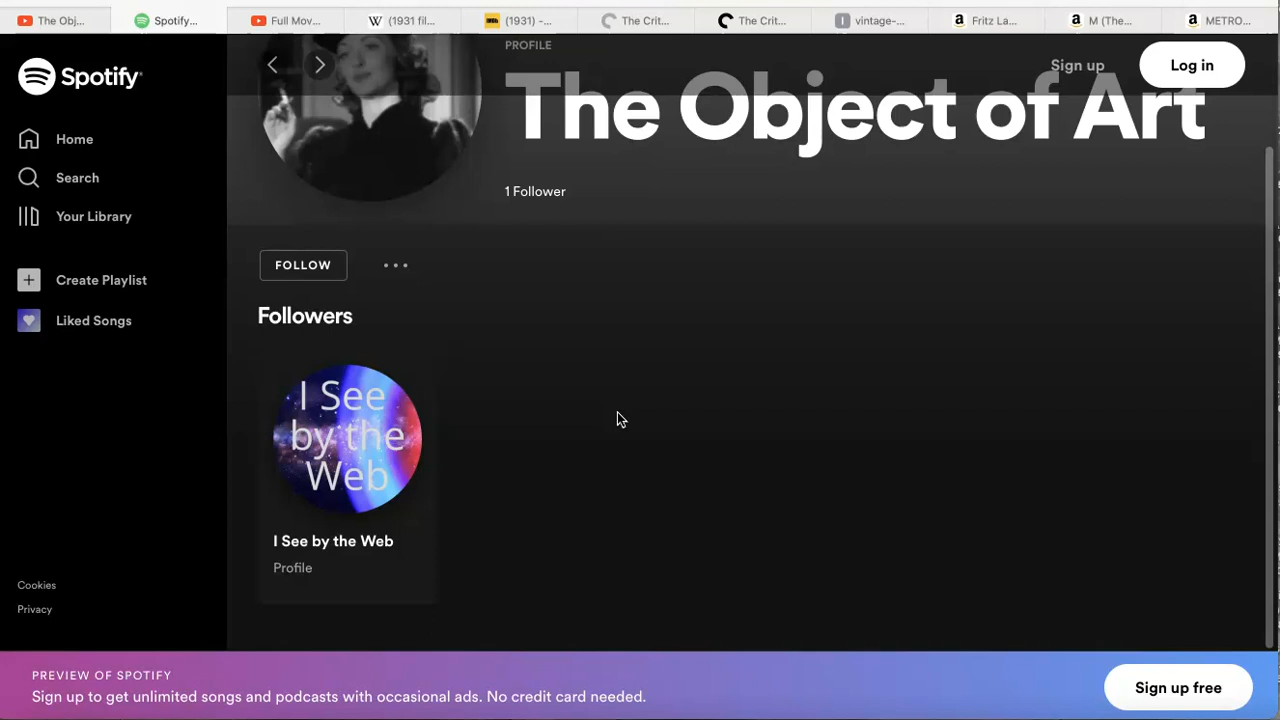 The Obj...
Spotify...
Full Mov...
(1931 fil...
(1931) -...
The Crit...
The Crit...
vintage-...
Fritz La...
M (The...
METRO...
Spotify
Home
Search
Your Library
Create Playlist
Liked Songs
Cookies
Privacy
PROFILE
The Object of Art
1 Follower
Sign up
Log in
FOLLOW
Followers
I See
by the
Web
I See by the Web
Profile
PREVIEW OF SPOTIFY
Sign up to get unlimited songs and podcasts with occasional ads. No credit card needed.
Sign up free